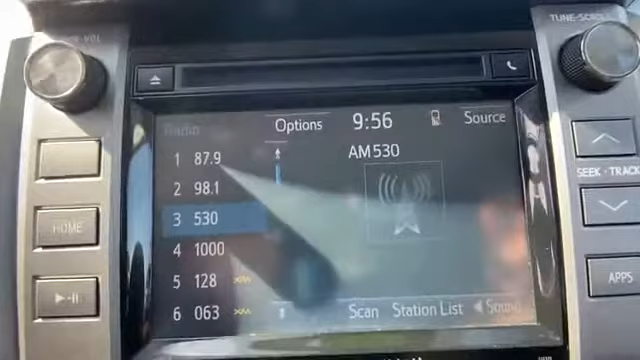 TUNE-SCROLL
VOL
Radio
Options
9:56
Source
1 87.9
AM 530
2 98.1
3 530
4 1000
5 128
6 063
Scan
Station List
Sound
HOME
SEEK · TRACK
APPS